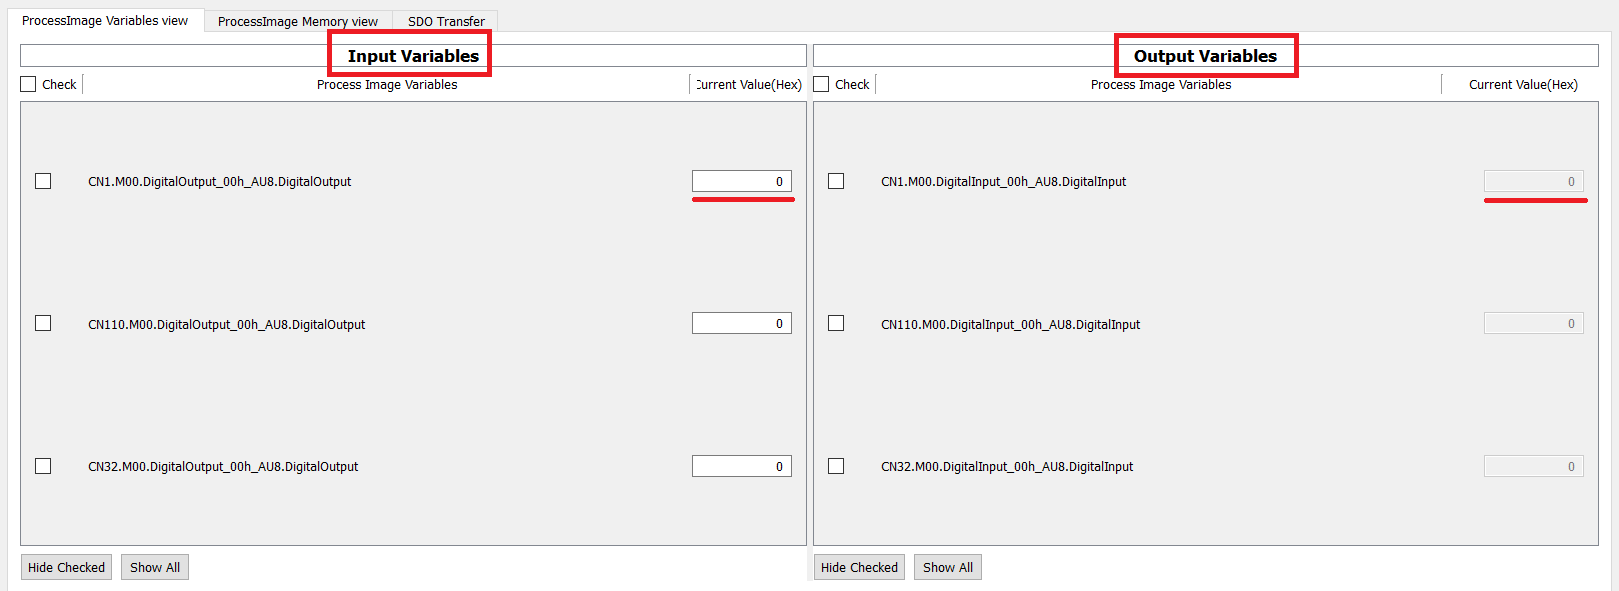 ProcessImage Variables view ProcessImage Memory view SDO Transfer
Input Variables
Check Process Image Variables Current Value(Hex)
CN1.M00.DigitalOutput_00h_AU8.DigitalOutput 0
CN110.M00.DigitalOutput_00h_AU8.DigitalOutput 0
CN32.M00.DigitalOutput_00h_AU8.DigitalOutput 0
Hide Checked Show All
Output Variables
Check Process Image Variables Current Value(Hex)
CN1.M00.DigitalInput_00h_AU8.DigitalInput 0
CN110.M00.DigitalInput_00h_AU8.DigitalInput 0
CN32.M00.DigitalInput_00h_AU8.DigitalInput 0
Hide Checked Show All